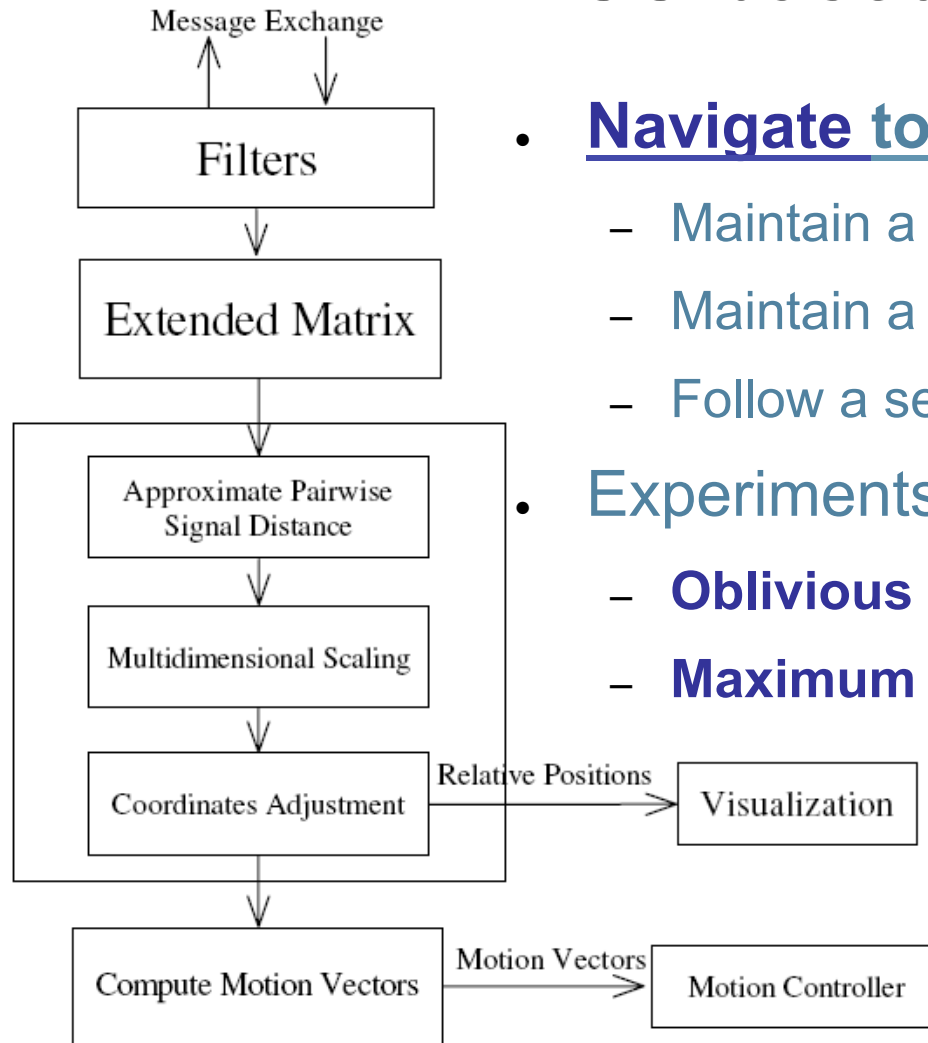 Message Exchange
Filters
Extended Matrix
Approximate Pairwise
Signal Distance
Multidimensional Scaling
Coordinates Adjustment
Relative Positions
Visualization
Compute Motion Vectors
Motion Vectors
Motion Controller
• Navigate to
– Maintain a
– Maintain a
– Follow a se
• Experiments
– Oblivious
– Maximum